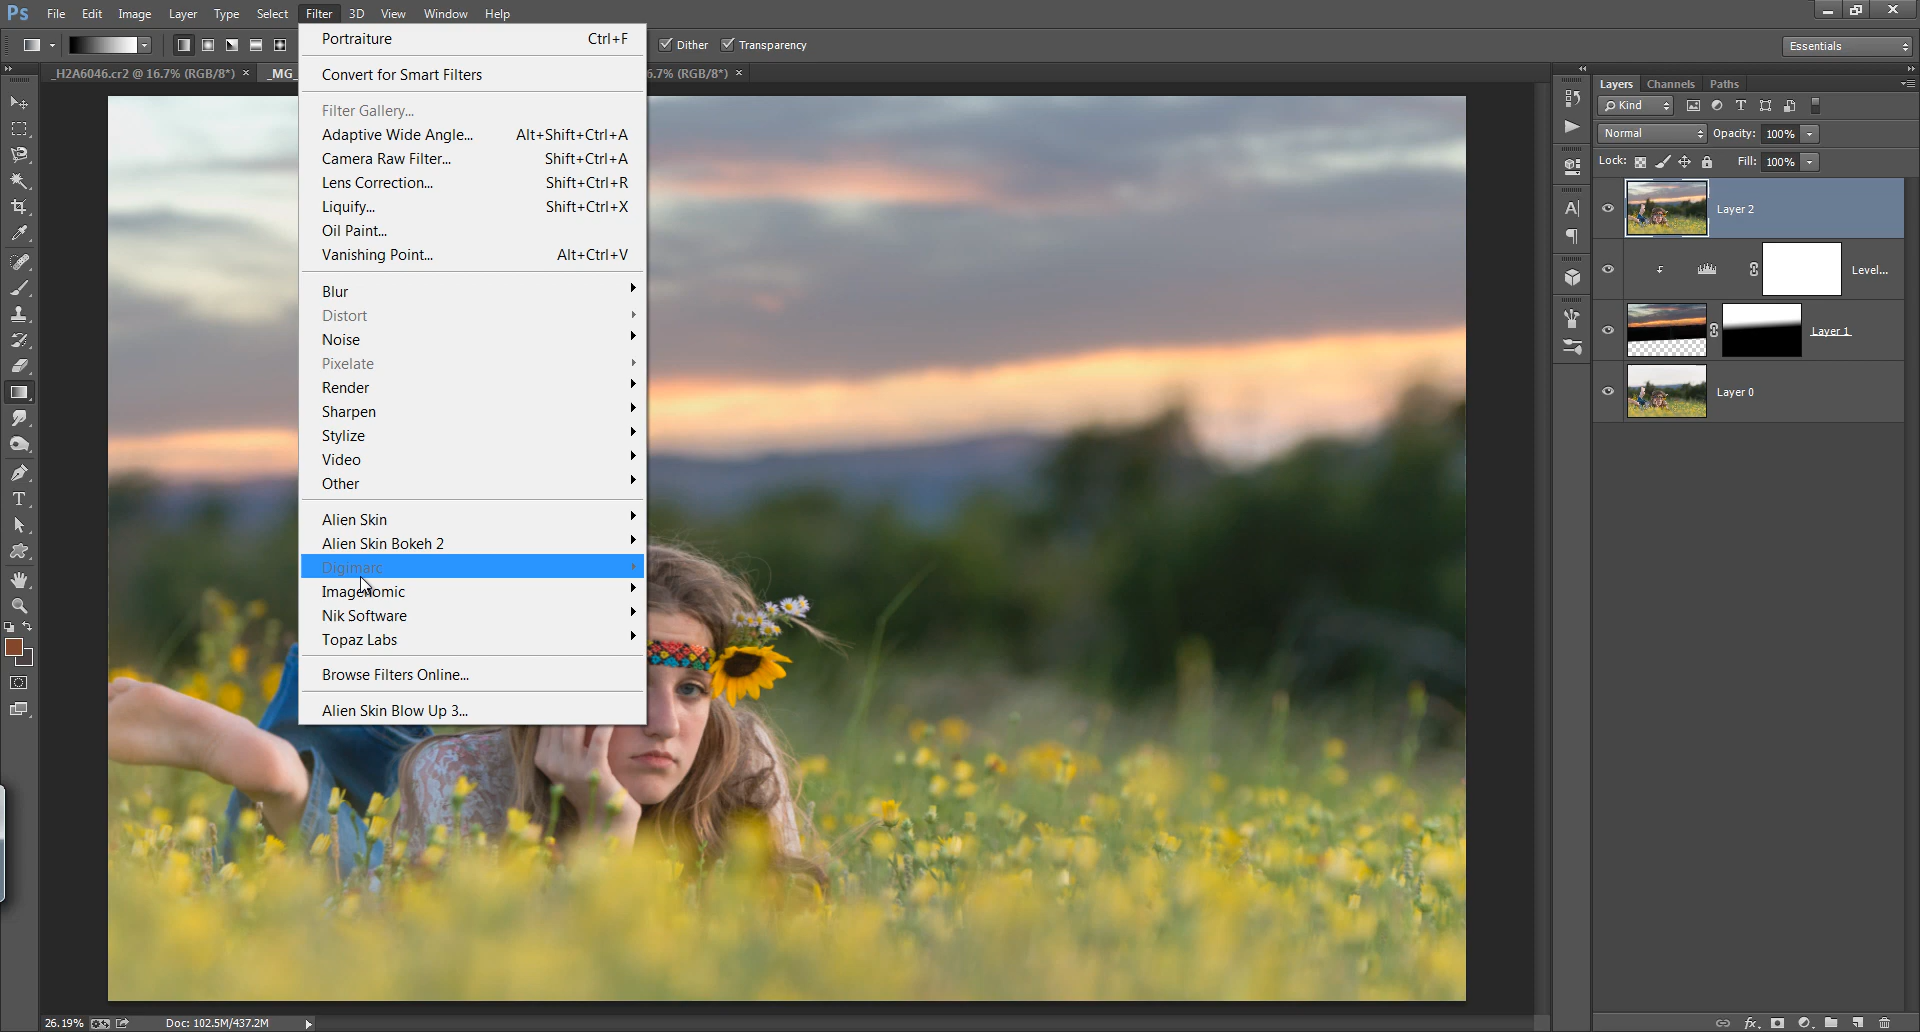 Ps File Edit Image Layer Type Select Filter 3D View Window Help
Dither Transparency Essentials
_H2A6046.cr2 @ 16.7% (RGB/8*) × _MG_ 6.7% (RGB/8*) ×
Portraiture Ctrl+F
Convert for Smart Filters
Filter Gallery...
Adaptive Wide Angle... Alt+Shift+Ctrl+A
Camera Raw Filter... Shift+Ctrl+A
Lens Correction... Shift+Ctrl+R
Liquify... Shift+Ctrl+X
Oil Paint...
Vanishing Point... Alt+Ctrl+V
Blur
Distort
Noise
Pixelate
Render
Sharpen
Stylize
Video
Other
Alien Skin
Alien Skin Bokeh 2
Digimarc
Imagenomic
Nik Software
Topaz Labs
Browse Filters Online...
Alien Skin Blow Up 3...
Layers Channels Paths
Kind
Normal Opacity: 100%
Lock: Fill: 100%
Layer 2
Level...
Layer 1
Layer 0
26.19% Doc: 102.5M/437.2M